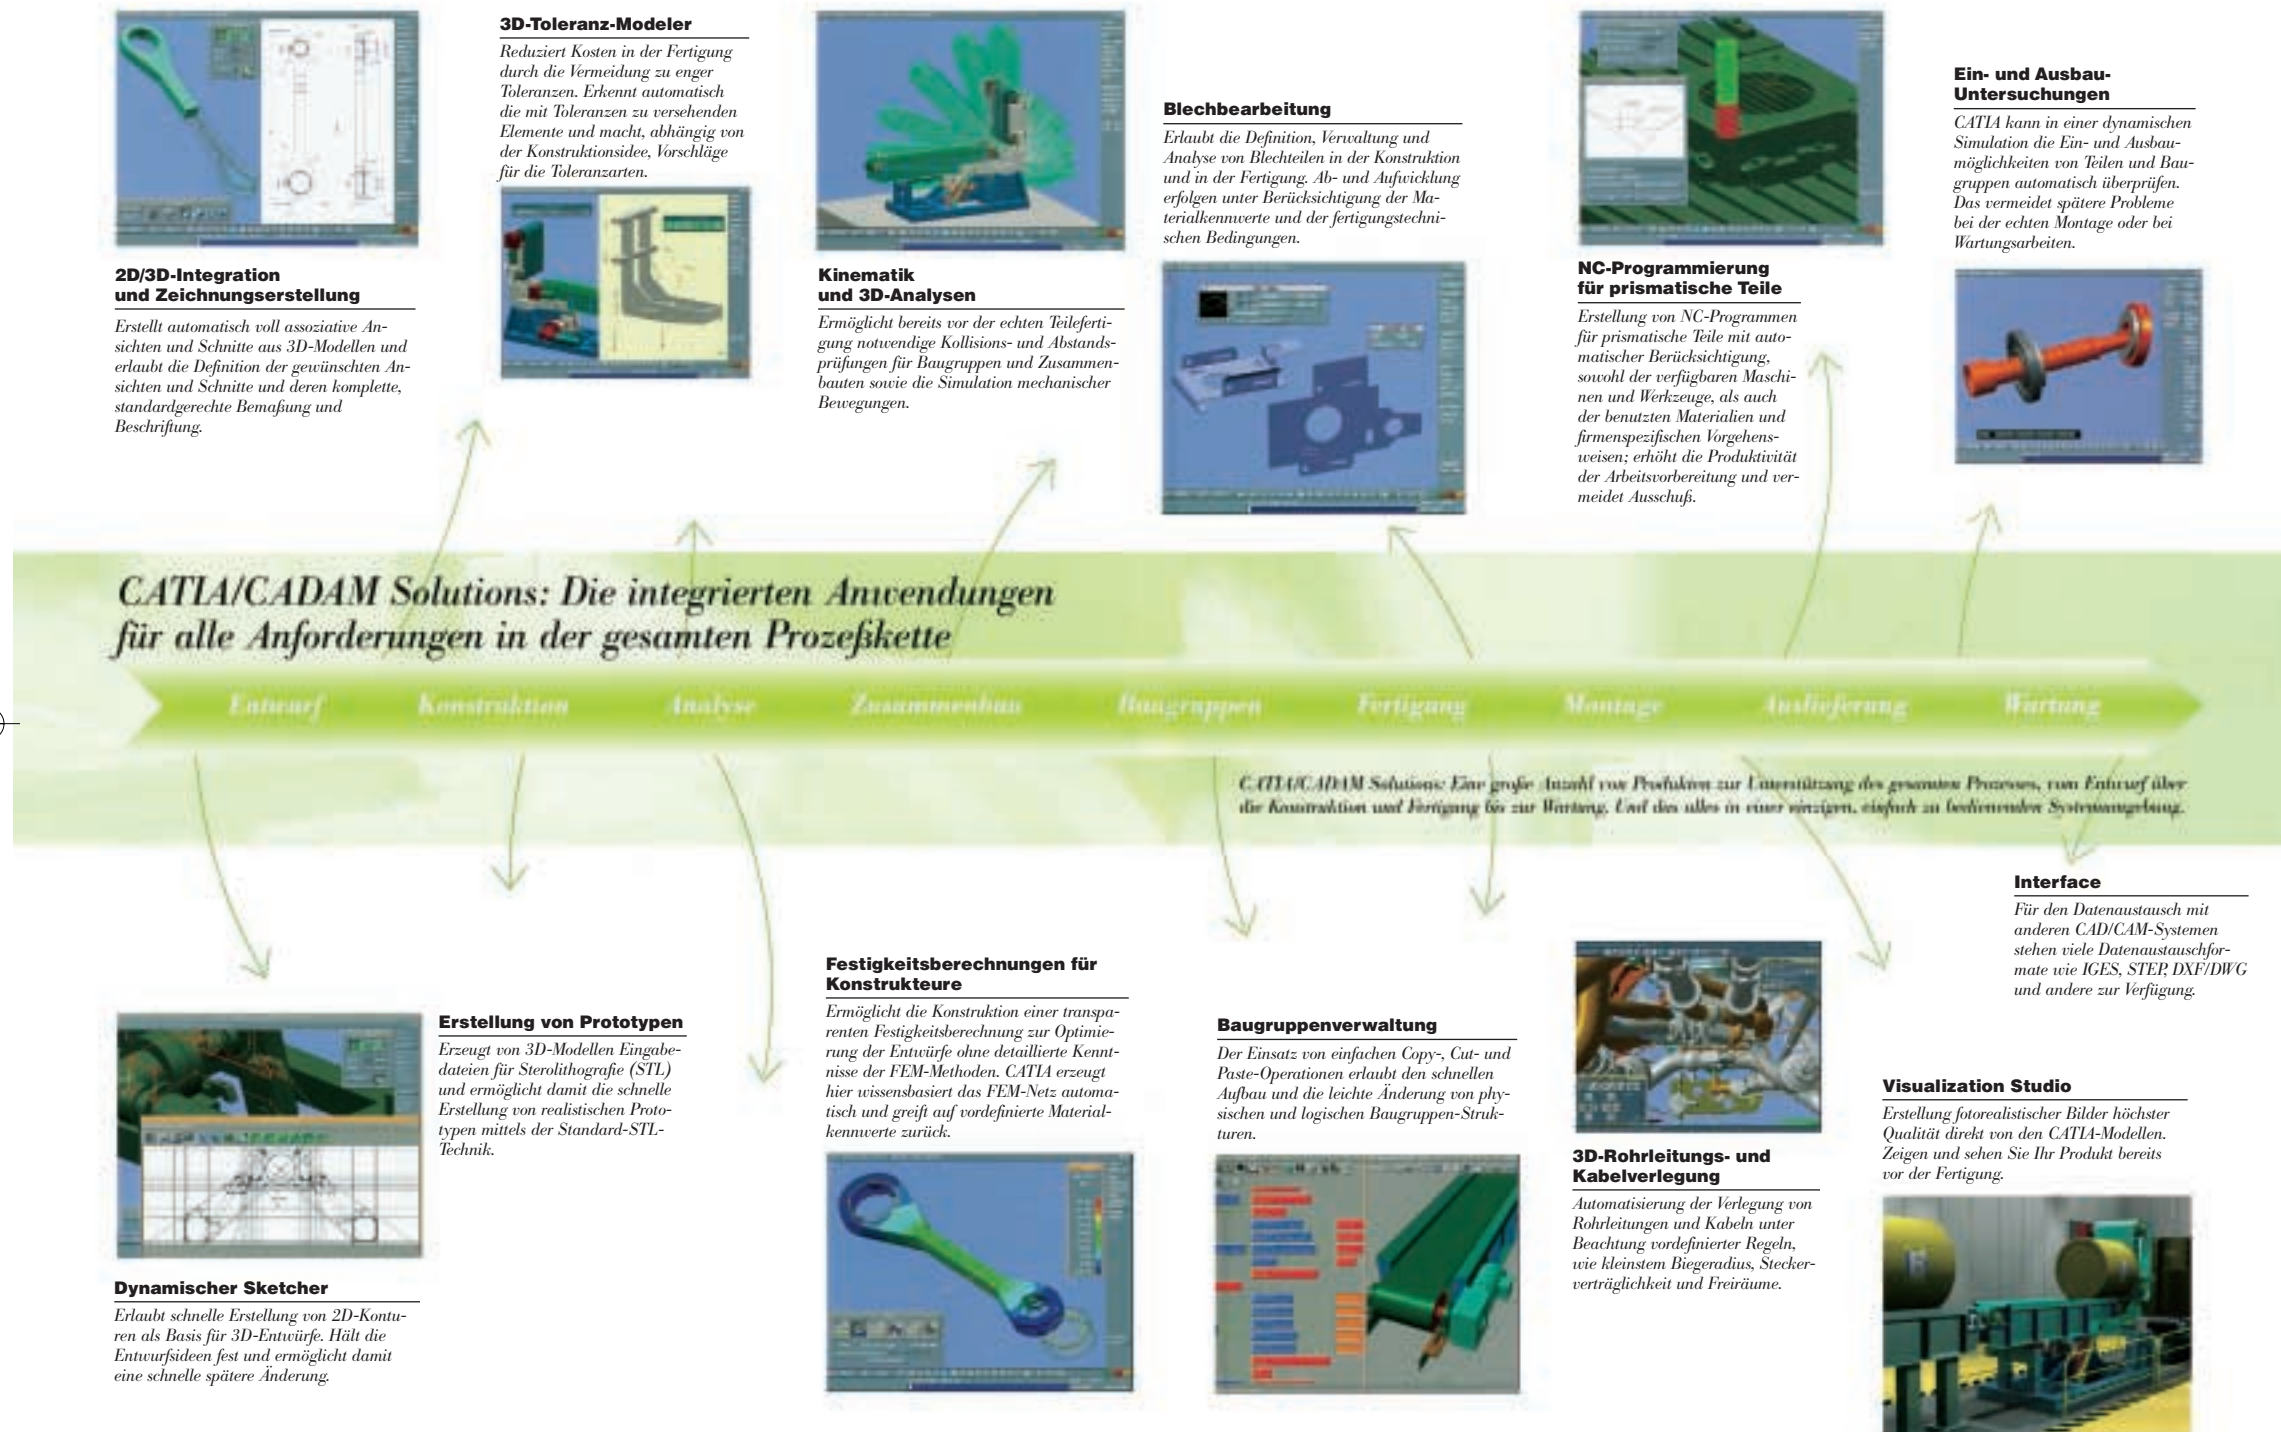 3D-Toleranz-Modeler
Reduziert Kosten in der Fertigung
durch die Vermeidung zu enger
Toleranzen. Erkennt automatisch
die mit Toleranzen zu versehenden
Elemente und macht, abhängig von
der Konstruktionsidee, Vorschläge
für die Toleranzarten.
2D/3D-Integration
und Zeichnungserstellung
Erstellt automatisch voll assoziative An-
sichten und Schnitte aus 3D-Modellen und
erlaubt die Definition der gewünschten An-
sichten und Schnitte und deren komplette,
standardgerechte Bemaßung und
Beschriftung.
Kinematik
und 3D-Analysen
Ermöglicht bereits vor der echten Teileferti-
gung notwendige Kollisions- und Abstands-
prüfungen für Baugruppen und Zusammen-
bauten sowie die Simulation mechanischer
Bewegungen.
Blechbearbeitung
Erlaubt die Definition, Verwaltung und
Analyse von Blechteilen in der Konstruktion
und in der Fertigung. Ab- und Aufwicklung
erfolgen unter Berücksichtigung der Ma-
terialkennwerte und der fertigungstechni-
schen Bedingungen.
NC-Programmierung
für prismatische Teile
Erstellung von NC-Programmen
für prismatische Teile mit auto-
matischer Berücksichtigung,
sowohl der verfügbaren Maschi-
nen und Werkzeuge, als auch
der benutzten Materialien und
firmenspezifischen Vorgehens-
weisen; erhöht die Produktivität
der Arbeitsvorbereitung und ver-
meidet Ausschuß.
Ein- und Ausbau-
Untersuchungen
CATIA kann in einer dynamischen
Simulation die Ein- und Ausbau-
möglichkeiten von Teilen und Bau-
gruppen automatisch überprüfen.
Das vermeidet spätere Probleme
bei der echten Montage oder bei
Wartungsarbeiten.
CATIA/CADAM Solutions: Die integrierten Anwendungen
für alle Anforderungen in der gesamten Prozeßkette
Entwurf Konstruktion Analyse Zusammenbau Baugruppen Fertigung Montage Auslieferung Wartung
CATIA/CADAM Solutions: Eine große Anzahl von Produkten zur Unterstützung des gesamten Prozesses, vom Entwurf über
die Konstruktion und Fertigung bis zur Wartung. Und das alles in einer einzigen, einfach zu bedienenden Systemumgebung.
Interface
Für den Datenaustausch mit
anderen CAD/CAM-Systemen
stehen viele Datenaustauschfor-
mate wie IGES, STEP, DXF/DWG
und andere zur Verfügung.
Erstellung von Prototypen
Erzeugt von 3D-Modellen Eingabe-
dateien für Sterolithografie (STL)
und ermöglicht damit die schnelle
Erstellung von realistischen Proto-
typen mittels der Standard-STL-
Technik.
Dynamischer Sketcher
Erlaubt schnelle Erstellung von 2D-Kontu-
ren als Basis für 3D-Entwürfe. Hält die
Entwurfsideen fest und ermöglicht damit
eine schnelle spätere Änderung.
Festigkeitsberechnungen für
Konstrukteure
Ermöglicht die Konstruktion einer transpa-
renten Festigkeitsberechnung zur Optimie-
rung der Entwürfe ohne detaillierte Kennt-
nisse der FEM-Methoden. CATIA erzeugt
hier wissensbasiert das FEM-Netz automa-
tisch und greift auf vordefinierte Material-
kennwerte zurück.
Baugruppenverwaltung
Der Einsatz von einfachen Copy-, Cut- und
Paste-Operationen erlaubt den schnellen
Aufbau und die leichte Änderung von phy-
sischen und logischen Baugruppen-Struk-
turen.
3D-Rohrleitungs- und
Kabelverlegung
Automatisierung der Verlegung von
Rohrleitungen und Kabeln unter
Beachtung vordefinierter Regeln,
wie kleinstem Biegeradius, Stecker-
verträglichkeit und Freiräume.
Visualization Studio
Erstellung fotorealistischer Bilder höchster
Qualität direkt von den CATIA-Modellen.
Zeigen und sehen Sie Ihr Produkt bereits
vor der Fertigung.